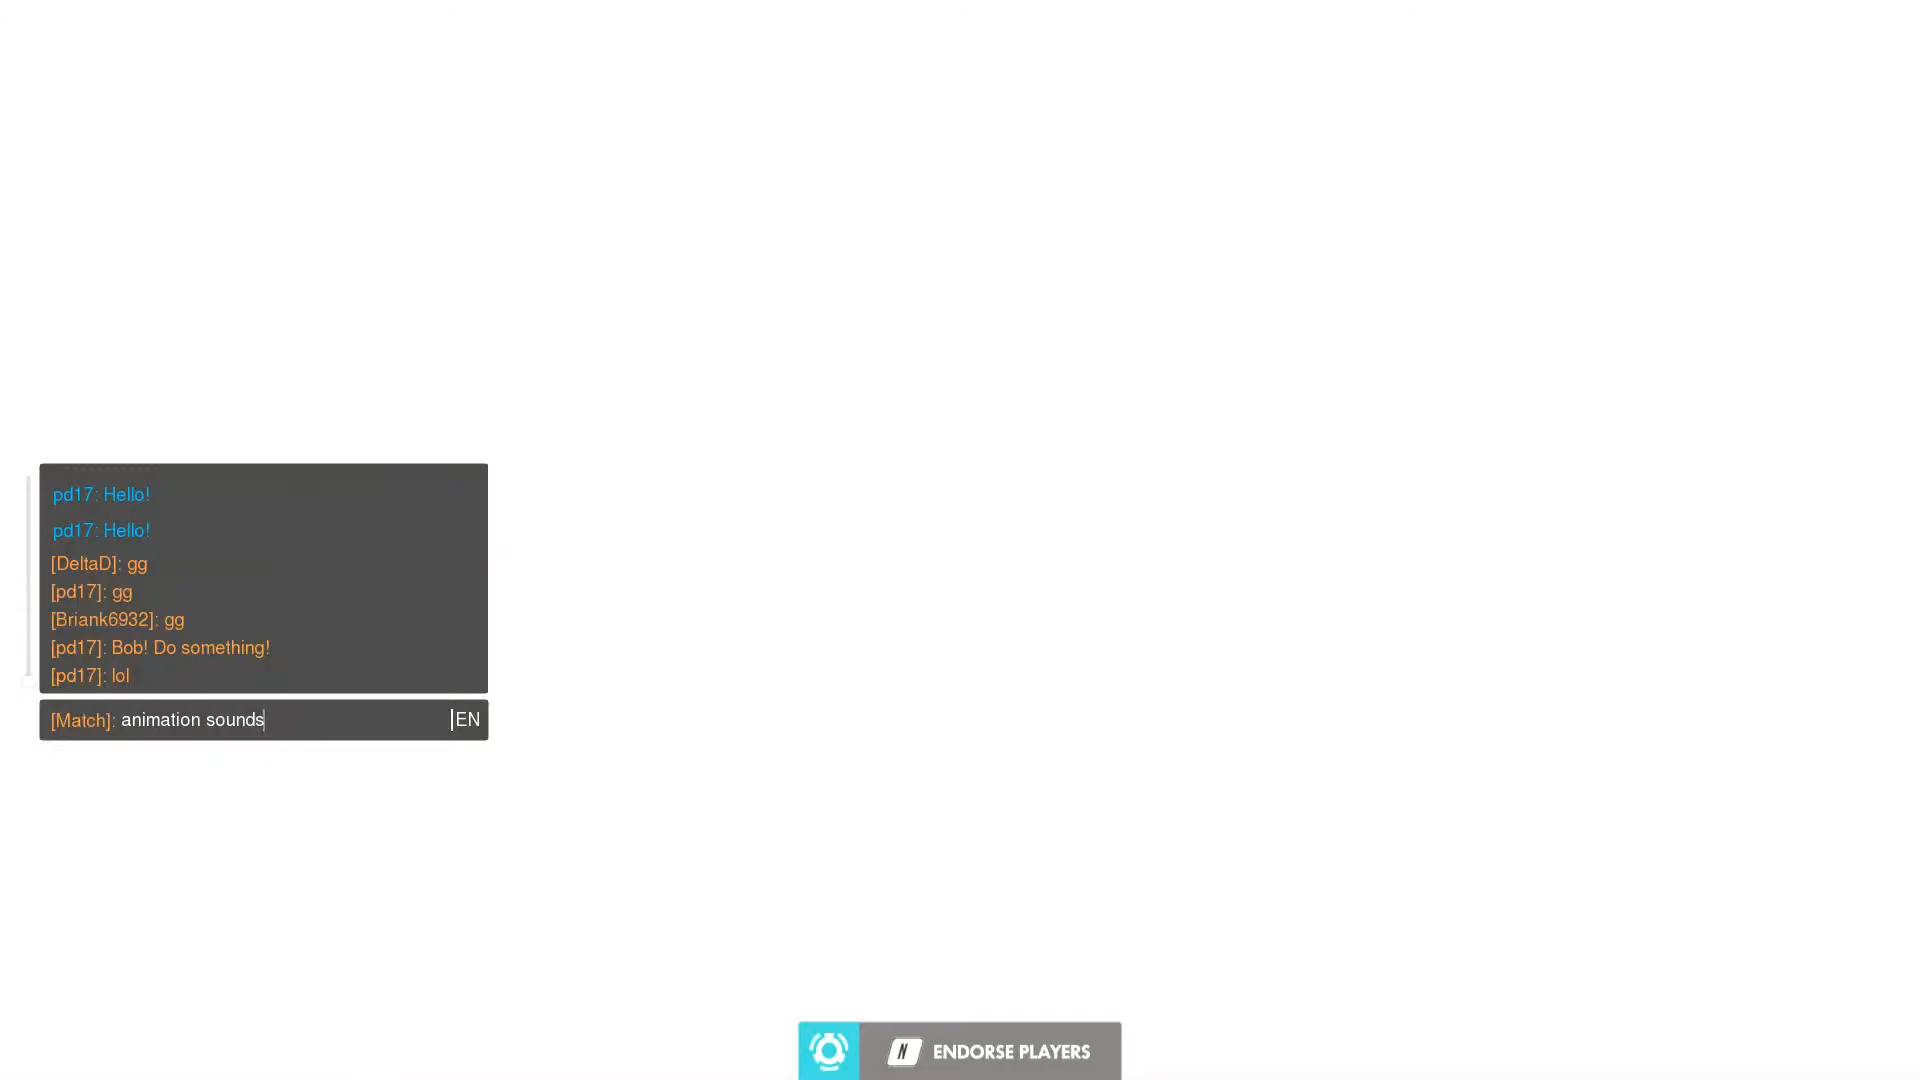 pd17: Hello!
pd17: Hello!
[DeltaD]: gg
[pd17]: gg
[Briank6932]: gg
[pd17]: Bob! Do something!
[pd17]: lol
[Match]: animation sounds EN
N ENDORSE PLAYERS